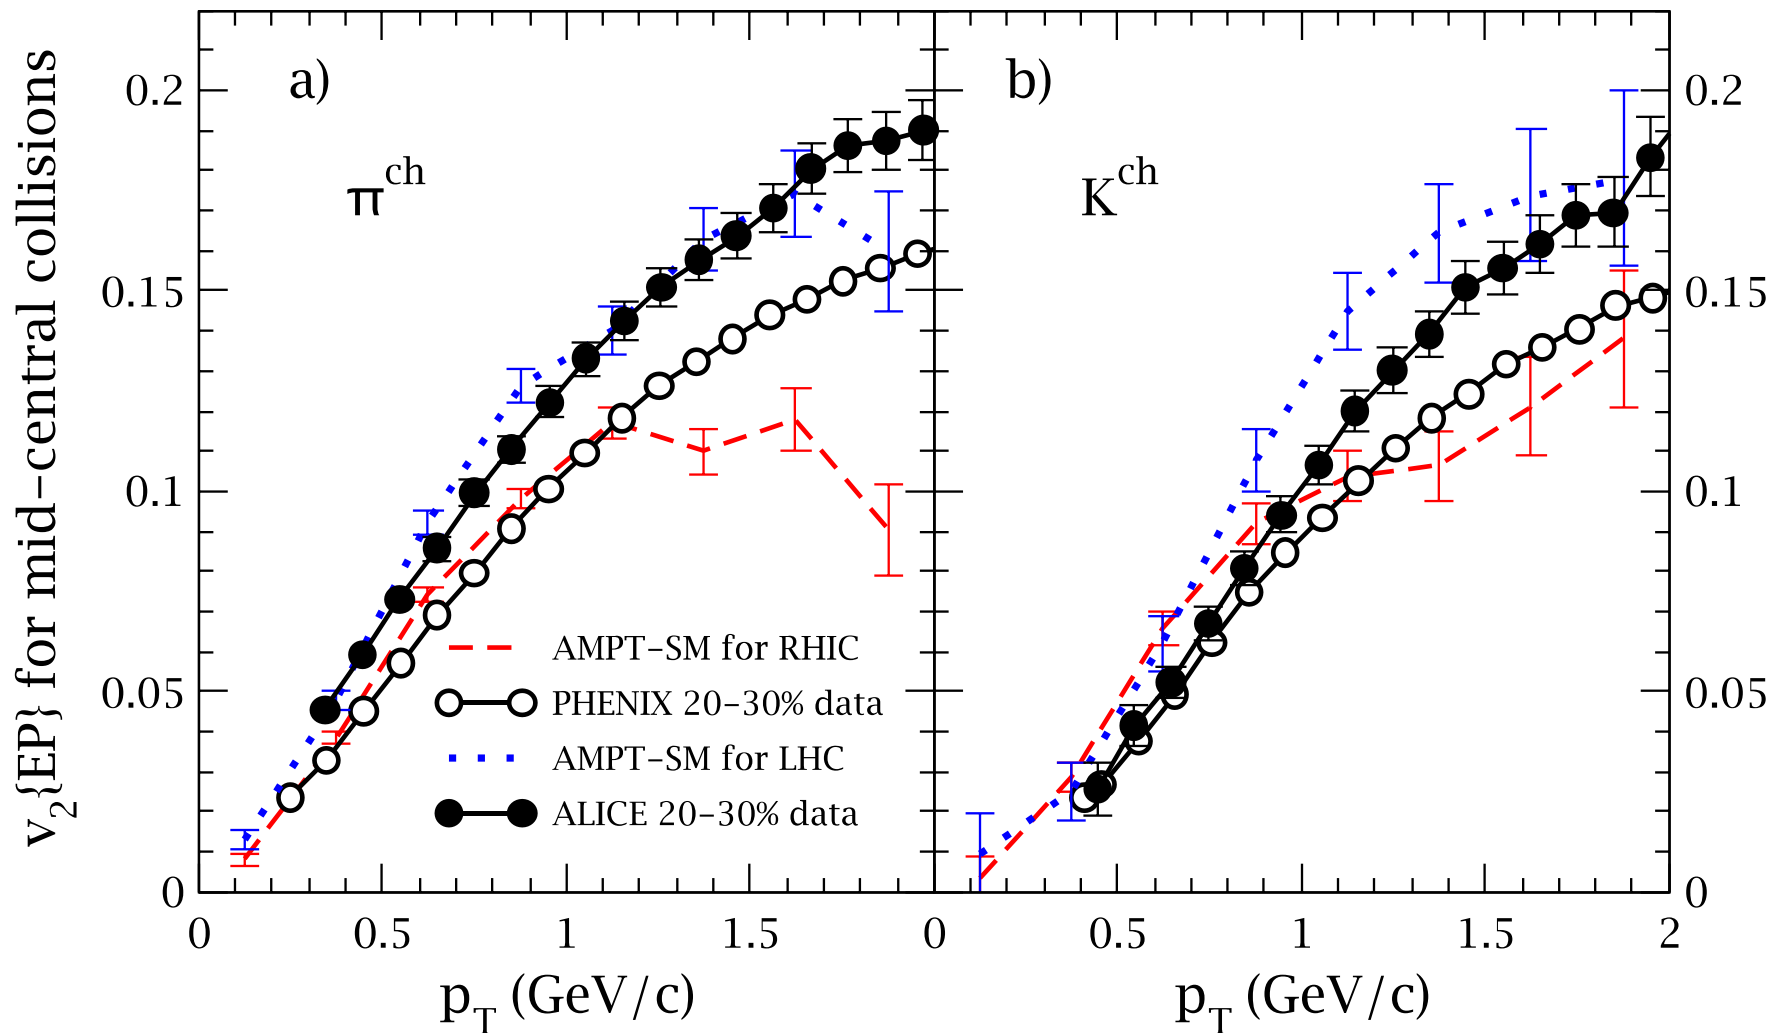 v2{EP} for mid-central collisions
a)
πch
b)
Kch
0.2
0.15
0.1
0.05
0
0.2
0.15
0.1
0.05
0
AMPT-SM for RHIC
PHENIX 20-30% data
AMPT-SM for LHC
ALICE 20-30% data
0 0.5 1 1.5 0 0.5 1 1.5 2
pT (GeV/c)
pT (GeV/c)